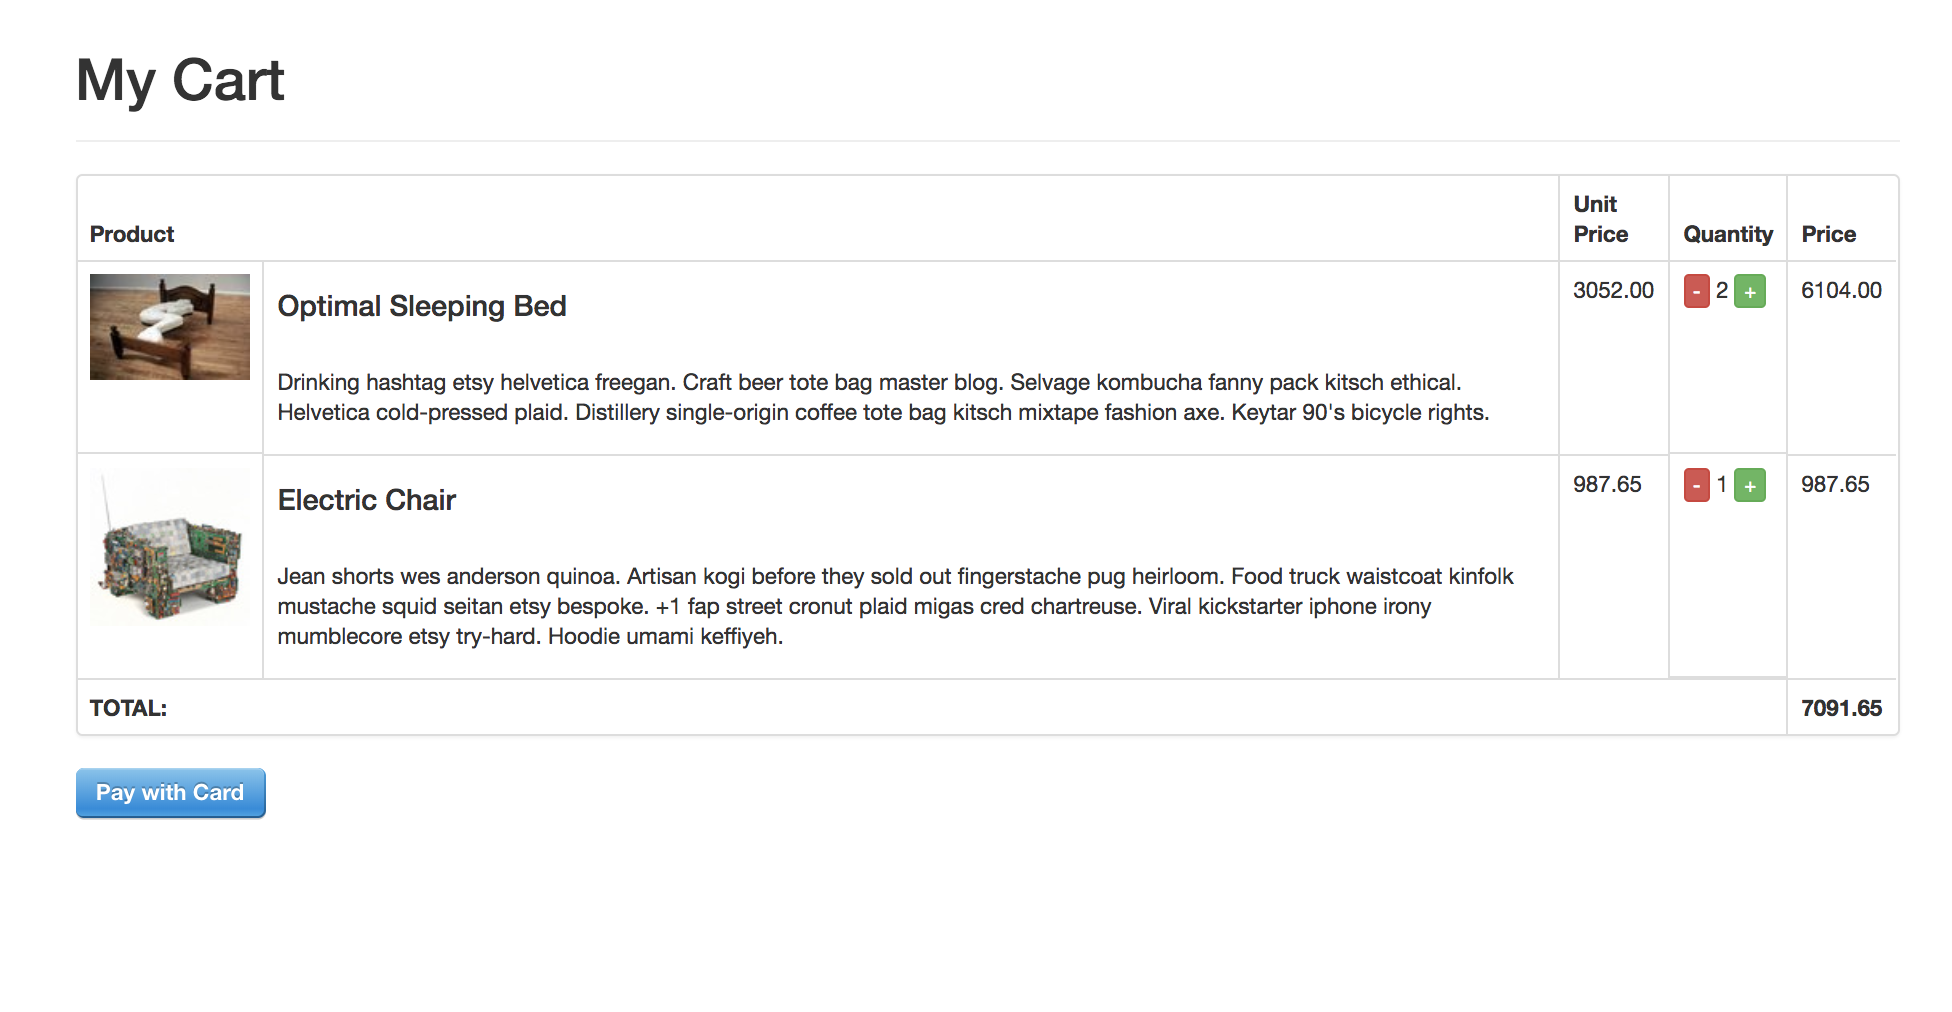 My Cart
Product
Unit
Price
Quantity
Price
Optimal Sleeping Bed
3052.00
- 2 +
6104.00
Drinking hashtag etsy helvetica freegan. Craft beer tote bag master blog. Selvage kombucha fanny pack kitsch ethical.
Helvetica cold-pressed plaid. Distillery single-origin coffee tote bag kitsch mixtape fashion axe. Keytar 90's bicycle rights.
Electric Chair
987.65
- 1 +
987.65
Jean shorts wes anderson quinoa. Artisan kogi before they sold out fingerstache pug heirloom. Food truck waistcoat kinfolk
mustache squid seitan etsy bespoke. +1 fap street cronut plaid migas cred chartreuse. Viral kickstarter iphone irony
mumblecore etsy try-hard. Hoodie umami keffiyeh.
TOTAL:
7091.65
Pay with Card